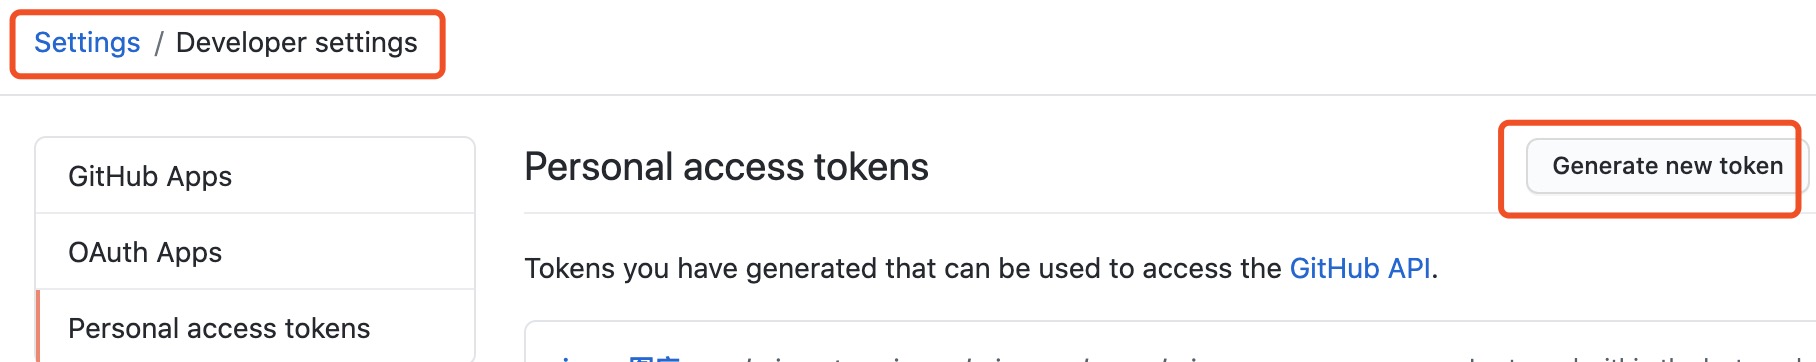 Settings / Developer settings
GitHub Apps
OAuth Apps
Personal access tokens
Personal access tokens
Generate new token
Tokens you have generated that can be used to access the GitHub API.